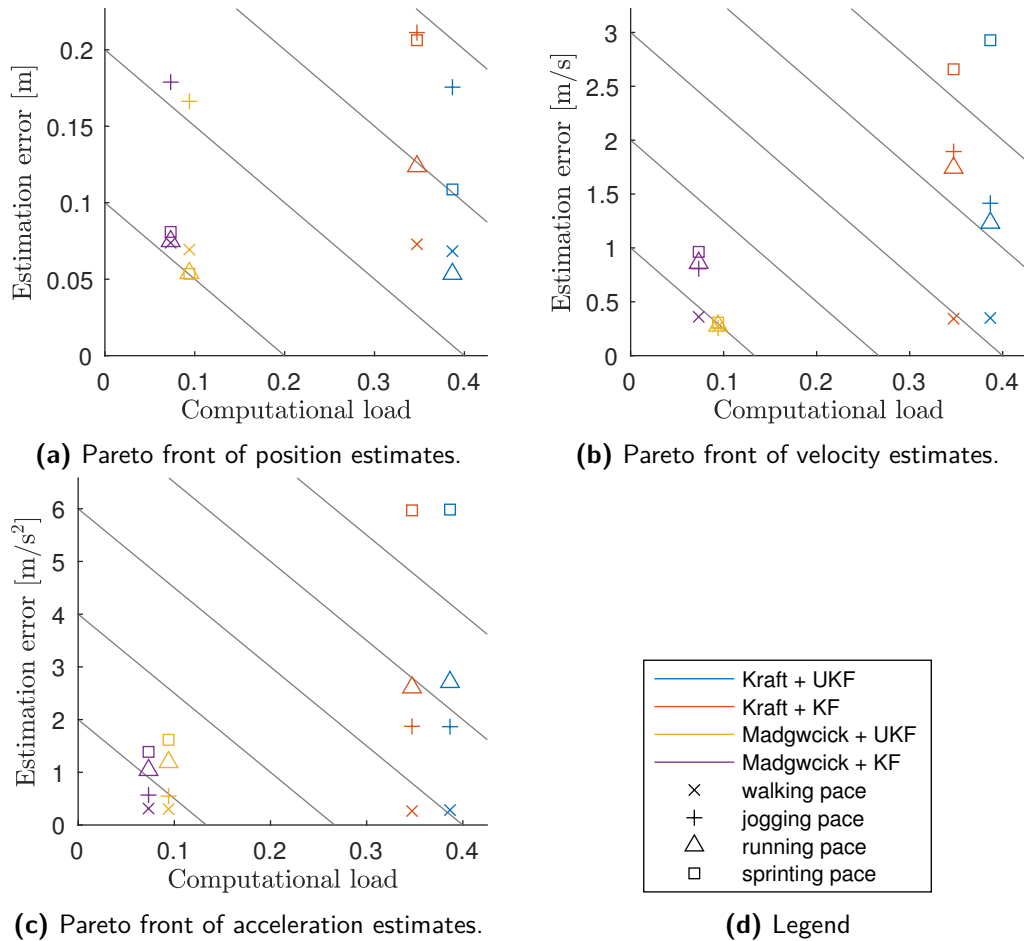 Estimation error [m]
0.2
0.15
0.1
0.05
0
0 0.1 0.2 0.3 0.4
Computational load
(a) Pareto front of position estimates.
Estimation error [m/s]
3
2.5
2
1.5
1
0.5
0
0 0.1 0.2 0.3 0.4
Computational load
(b) Pareto front of velocity estimates.
Estimation error [m/s²]
6
5
4
3
2
1
0
0 0.1 0.2 0.3 0.4
Computational load
(c) Pareto front of acceleration estimates.
Kraft + UKF
Kraft + KF
Madgwcick + UKF
Madgwcick + KF
walking pace
jogging pace
running pace
sprinting pace
(d) Legend